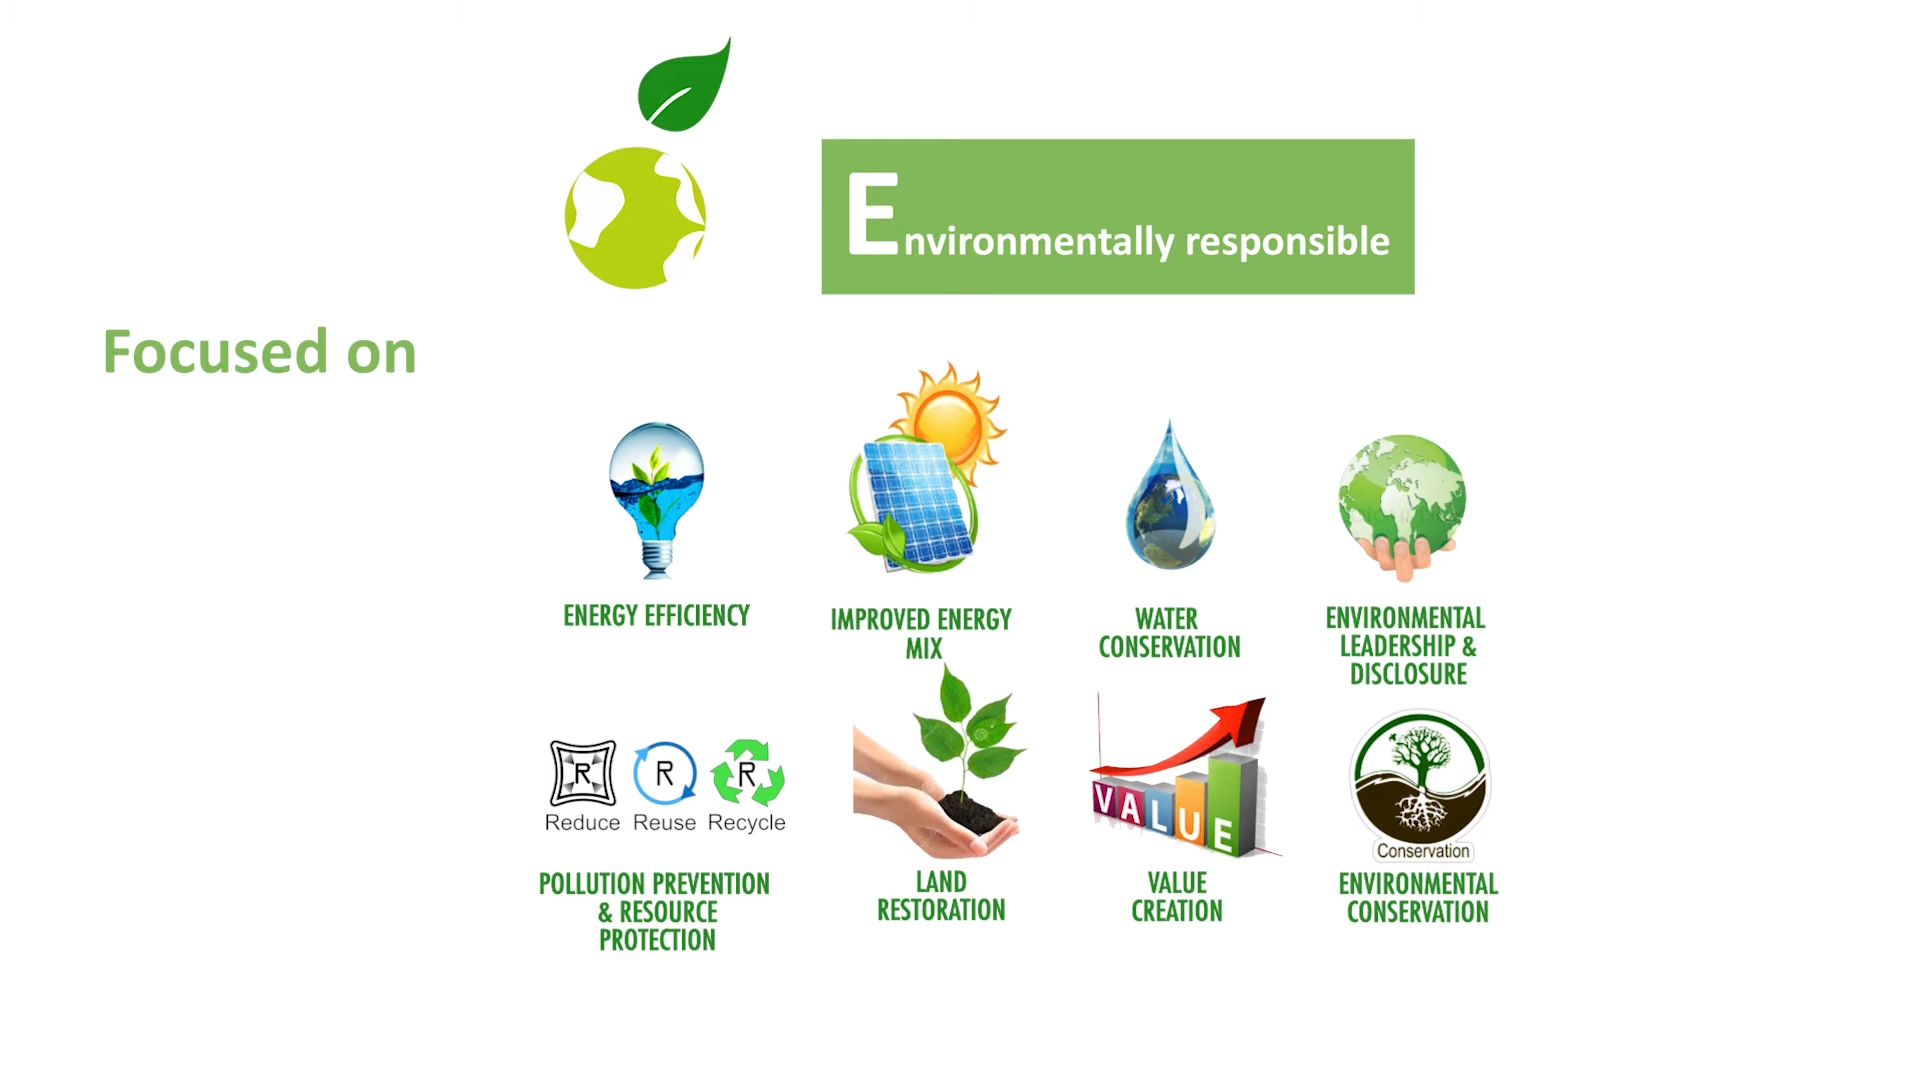 Environmentally responsible
Focused on
ENERGY EFFICIENCY
IMPROVED ENERGY
MIX
WATER
CONSERVATION
ENVIRONMENTAL
LEADERSHIP &
DISCLOSURE
R R R
Reduce Reuse Recycle
POLLUTION PREVENTION
& RESOURCE
PROTECTION
LAND
RESTORATION
VALUE
VALUE
CREATION
Conservation
ENVIRONMENTAL
CONSERVATION